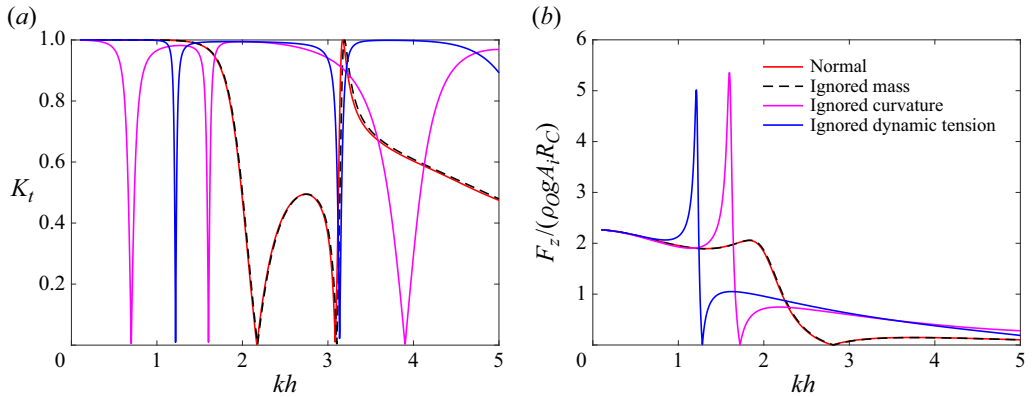 (a)
1.0
0.8
0.6
0.4
0.2
K_t
0 1 2 3 4 5
kh
(b)
6
5
4
3
2
1
F_z/(ρ_O g A_i R_C)
Normal
Ignored mass
Ignored curvature
Ignored dynamic tension
0 1 2 3 4 5
kh